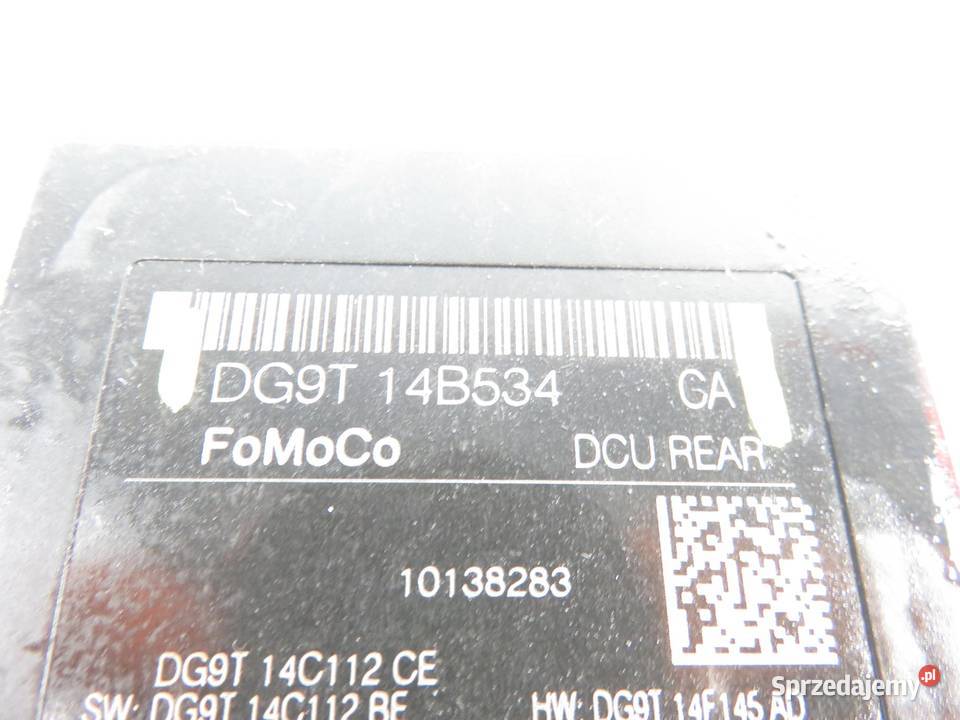 DG9T 14B534 GA
FoMoCo DCU REAR
10138283
DG9T 14C112 CE
SW: DG9T 14C112 BE HW: DG9T 14F145 AD
Sprzedajemy.pl